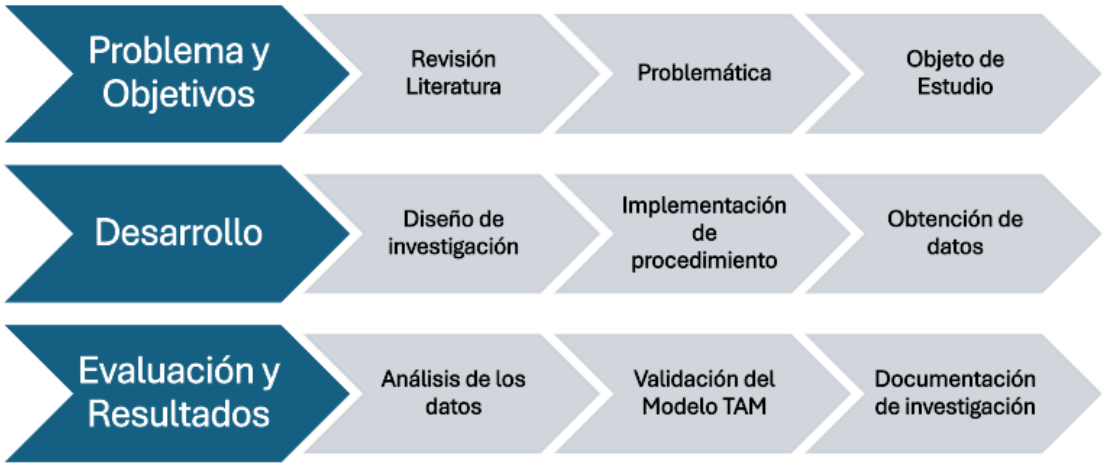 Problema y
Objetivos
Revisión
Literatura
Problemática
Objeto de
Estudio
Desarrollo
Diseño de
investigación
Implementación
de
procedimiento
Obtención de
datos
Evaluación y
Resultados
Análisis de los
datos
Validación del
Modelo TAM
Documentación
de investigación